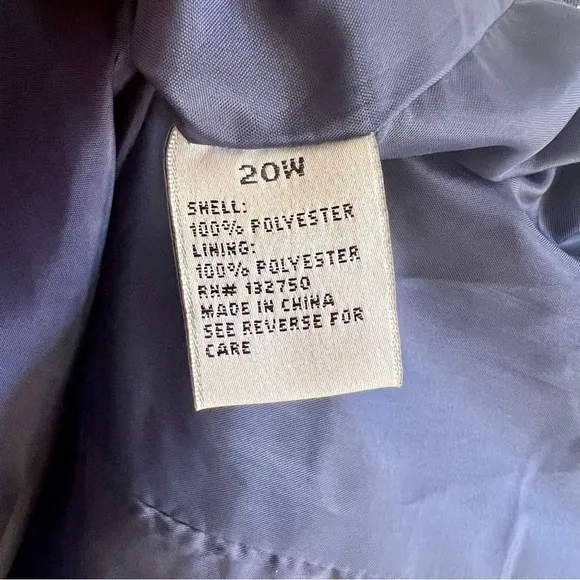 20W
SHELL:
100% POLYESTER
LINING:
100% POLYESTER
RN# 132750
MADE IN CHINA
SEE REVERSE FOR
CARE